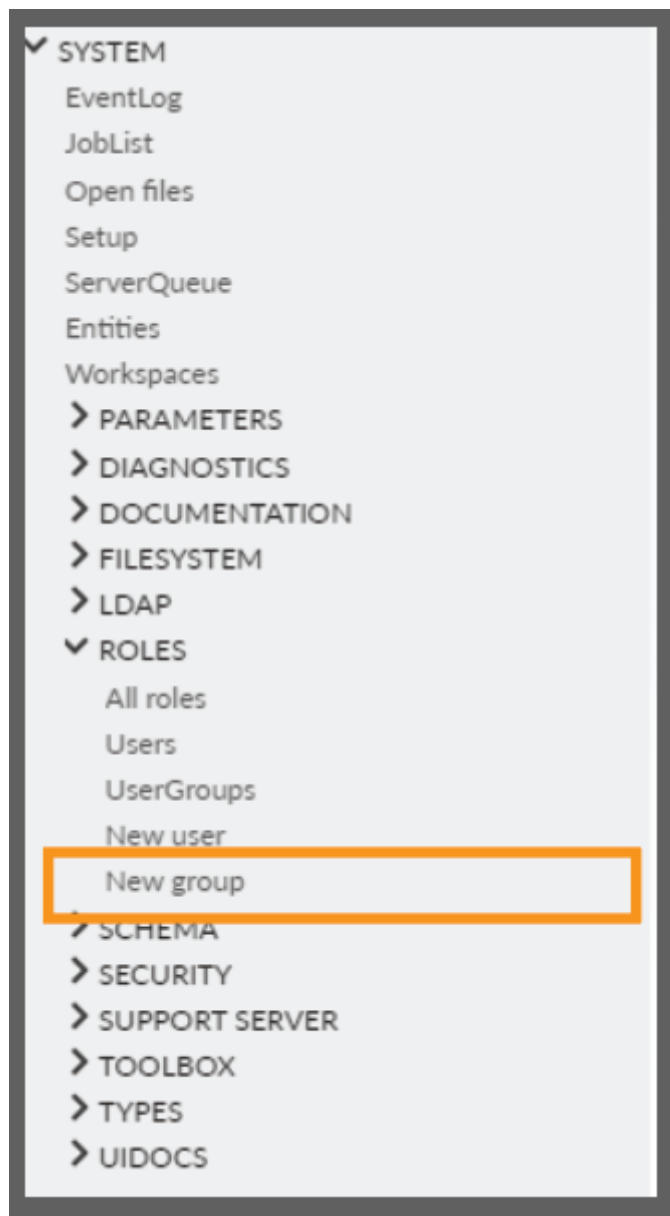 SYSTEM
EventLog
JobList
Open files
Setup
ServerQueue
Entities
Workspaces
PARAMETERS
DIAGNOSTICS
DOCUMENTATION
FILESYSTEM
LDAP
ROLES
All roles
Users
UserGroups
New user
New group
SCHEMA
SECURITY
SUPPORT SERVER
TOOLBOX
TYPES
UIDOCS